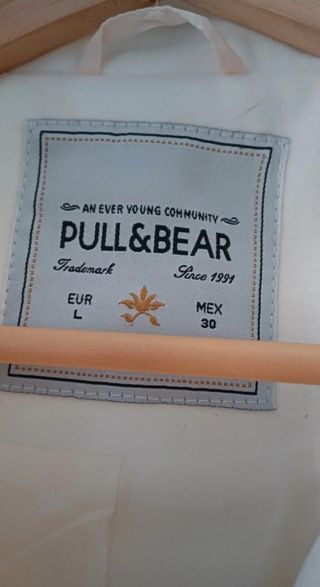 AN EVER YOUNG COMMUNITY
PULL&BEAR
Trademark Since 1991
EUR MEX
L 30